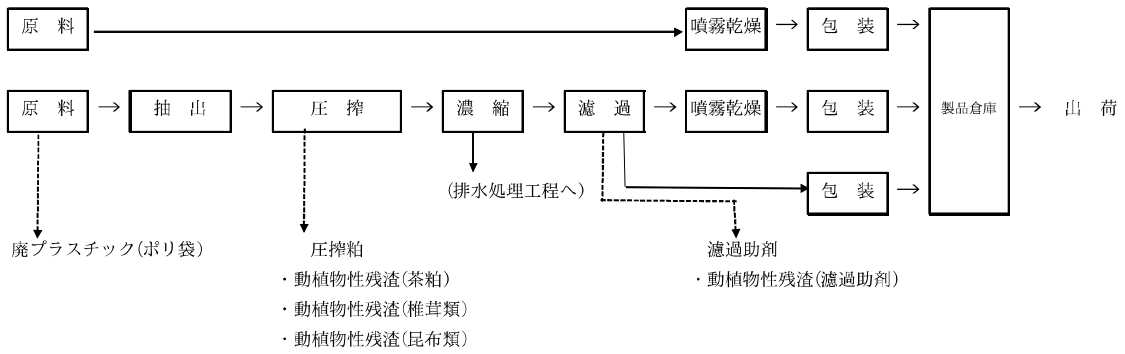 原　料 → 噴霧乾燥 → 包　装 →
原　料 → 抽　出 → 圧　搾 → 濃　縮 → 濾　過 → 噴霧乾燥 → 包　装 → 製品倉庫 → 出　荷
(排水処理工程へ)
包　装 →
廃プラスチック(ポリ袋)
圧搾粕
濾過助剤
・動植物性残渣(茶粕)
・動植物性残渣(濾過助剤)
・動植物性残渣(椎茸類)
・動植物性残渣(昆布類)